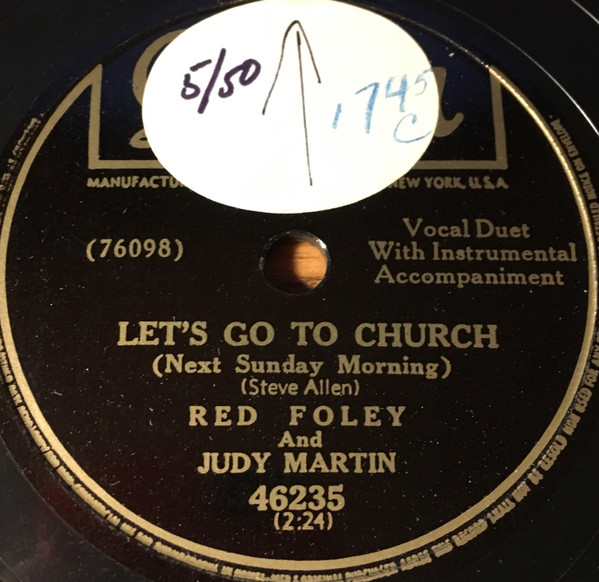 5/50
1745
C
MANUFACTU NEW YORK, U.S.A.
(76098)
Vocal Duet
With Instrumental
Accompaniment
LET'S GO TO CHURCH
(Next Sunday Morning)
(Steve Allen)
RED FOLEY
And
JUDY MARTIN
46235
(2:24)